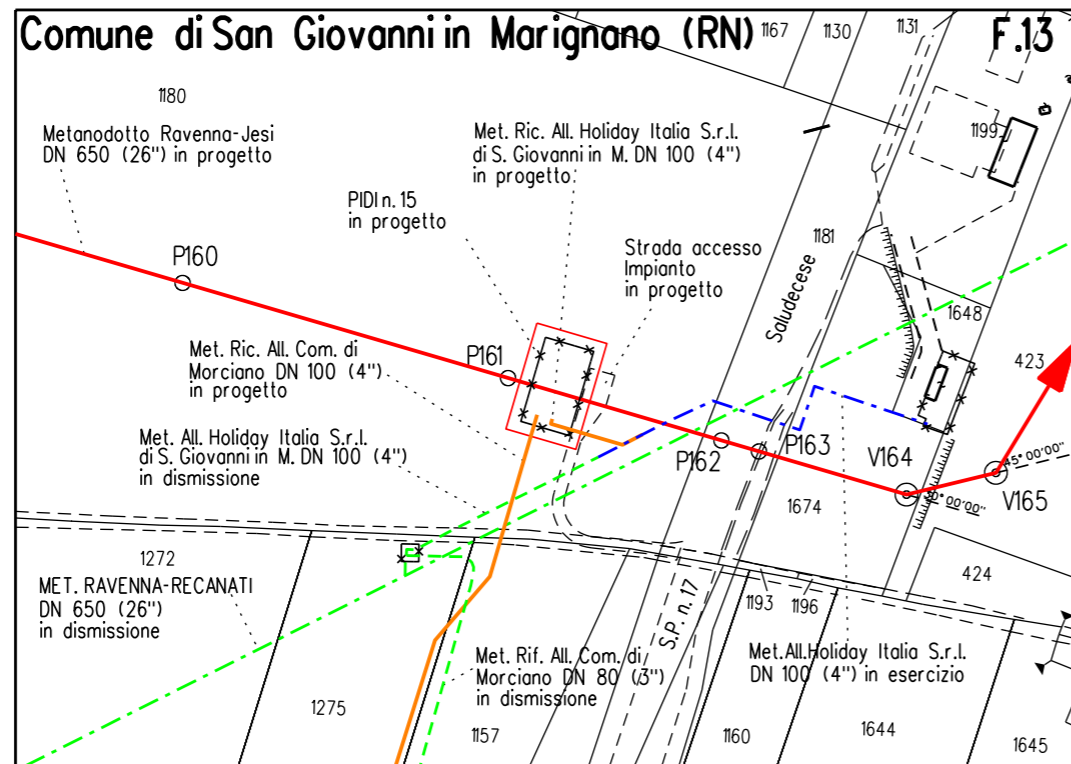 Comune di San Giovanni in Marignano (RN)
F.13
1167
1130
1131
1180
1199
Metanodotto Ravenna-Jesi
DN 650 (26") in progetto
Met. Ric. All. Holiday Italia S.r.l.
di S. Giovanni in M. DN 100 (4")
in progetto
PIDI n. 15
in progetto
Strada accesso
Impianto
in progetto
1181
Saludecese
P160
1648
423
Met. Ric. All. Com. di
Morciano DN 100 (4")
in progetto
P161
Met. All. Holiday Italia S.r.l.
di S. Giovanni in M. DN 100 (4")
in dismissione
P162
P163
V164
45° 00'00"
V165
1674
1272
MET. RAVENNA-RECANATI
DN 650 (26")
in dismissione
424
1193
1196
S.P. n. 17
Met. Rif. All. Com. di
Morciano DN 80 (3")
in dismissione
Met.All.Holiday Italia S.r.l.
DN 100 (4") in esercizio
1275
1157
1160
1644
1645